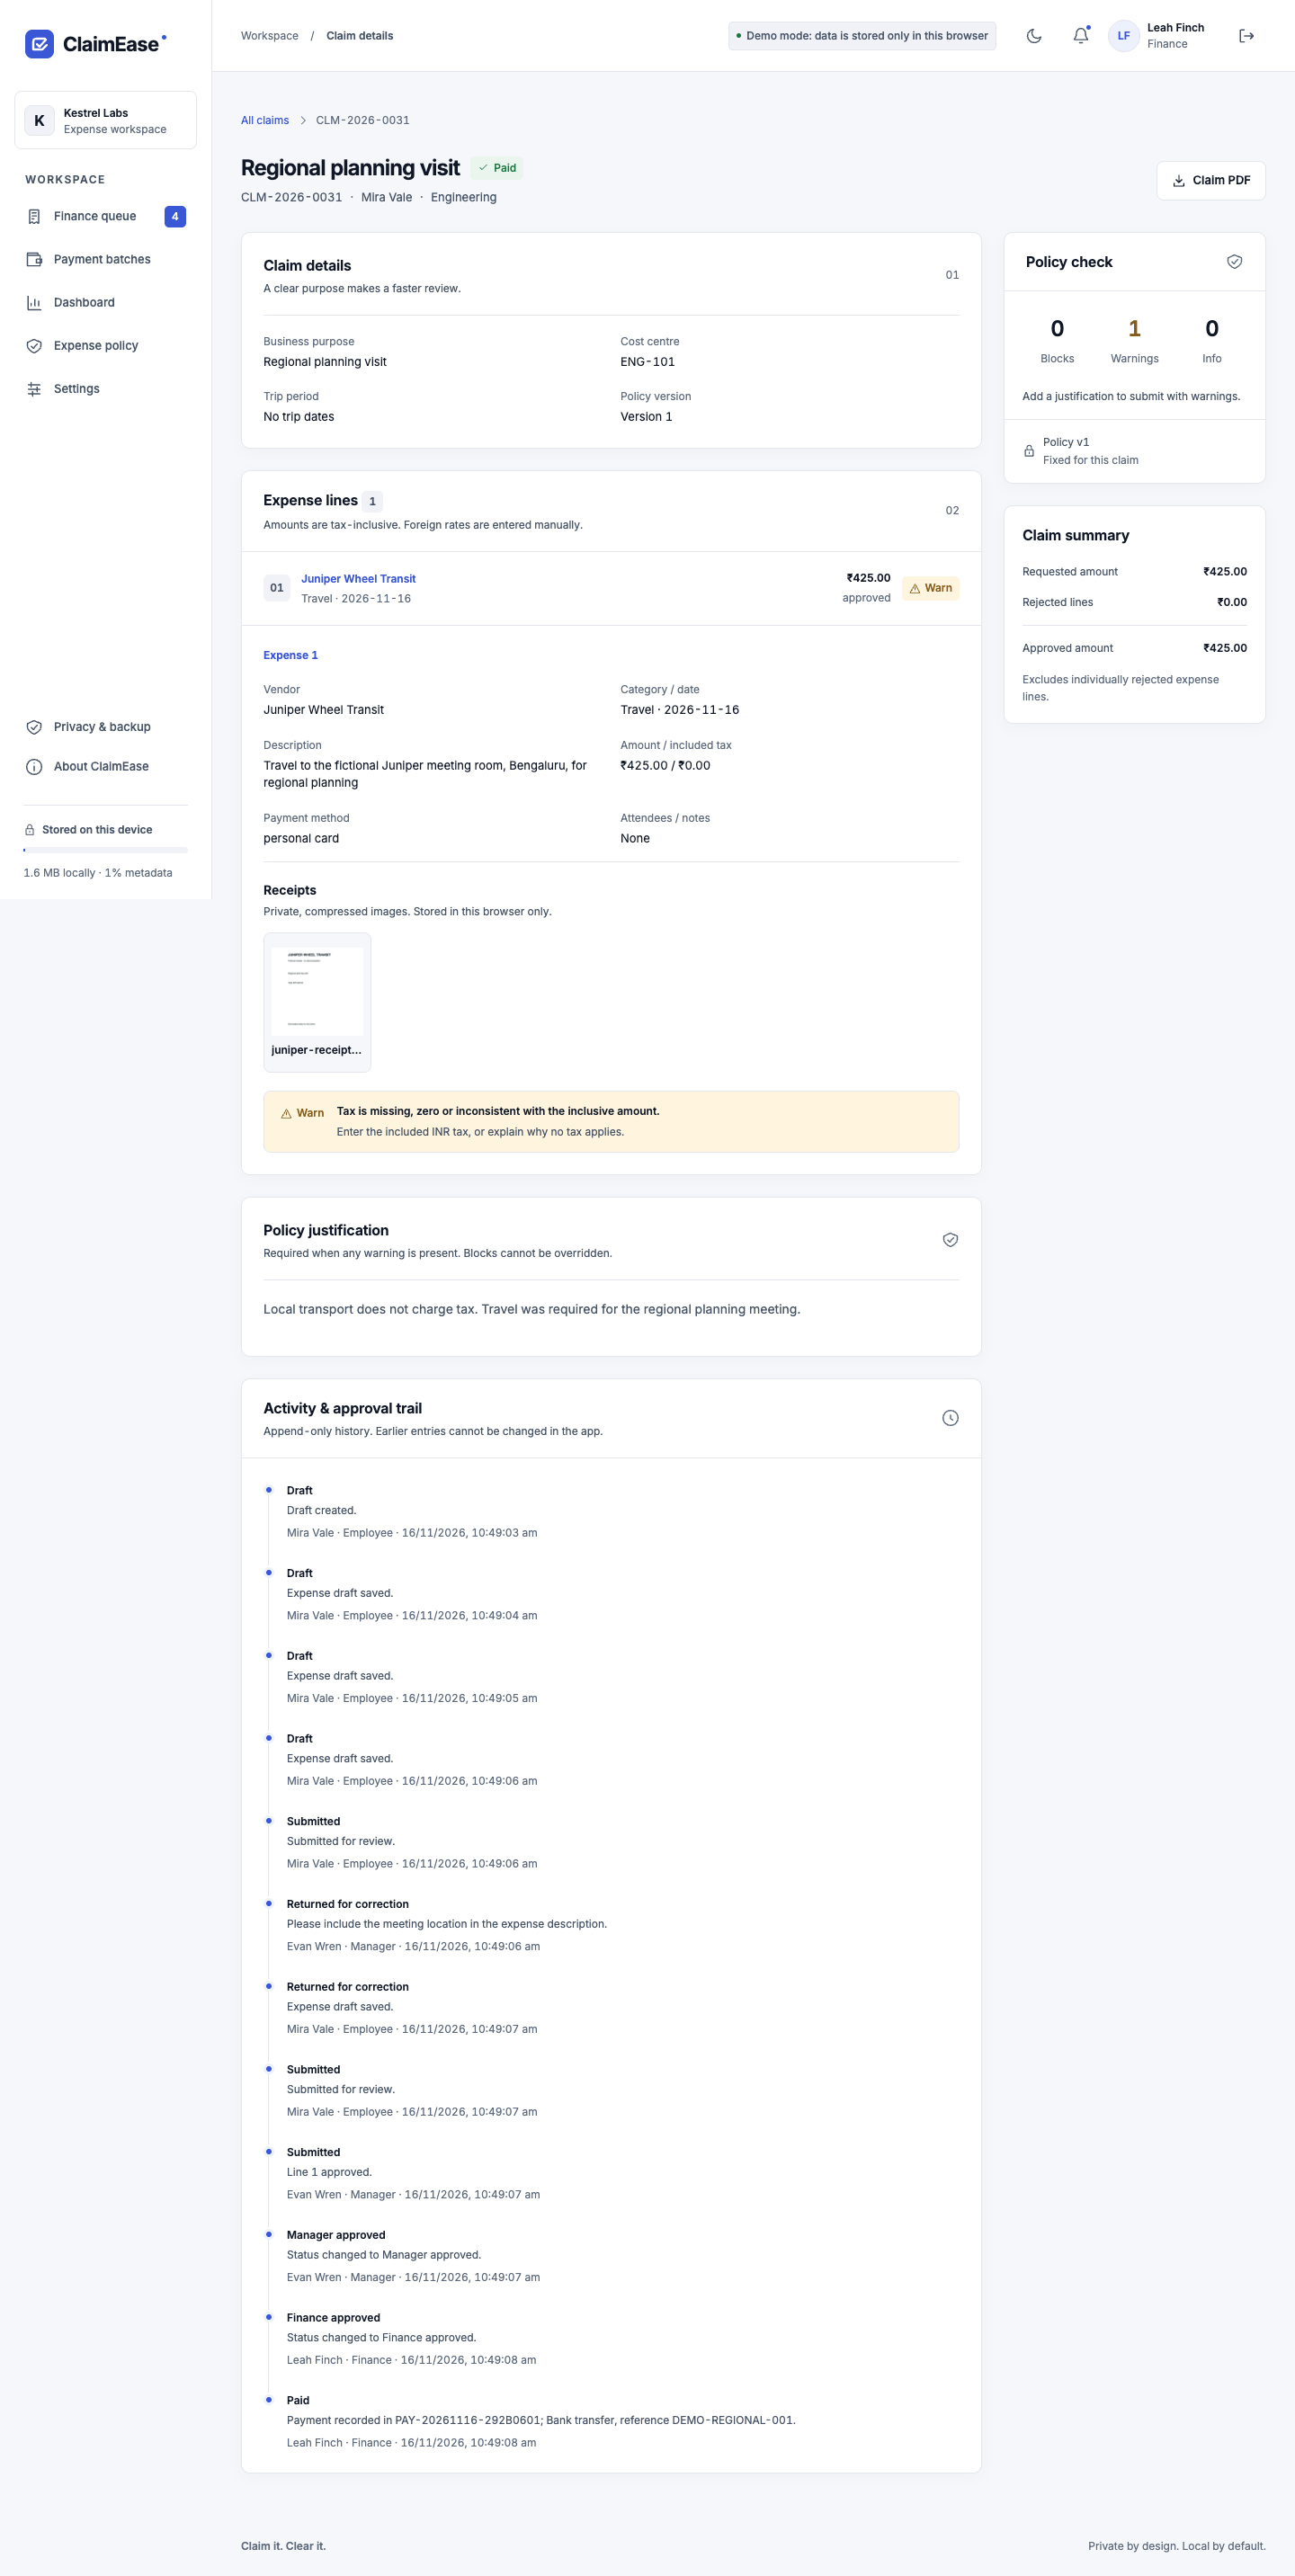 ClaimEase
K
Kestrel Labs
Expense workspace
WORKSPACE
Finance queue 4
Payment batches
Dashboard
Expense policy
Settings
Privacy & backup
About ClaimEase
Stored on this device
1.6 MB locally · 1% metadata
Workspace / Claim details
Demo mode: data is stored only in this browser
LF
Leah Finch
Finance
All claims > CLM-2026-0031
Regional planning visit
Paid
CLM-2026-0031 · Mira Vale · Engineering
Claim PDF
Claim details
A clear purpose makes a faster review.
01
Business purpose
Regional planning visit
Cost centre
ENG-101
Trip period
No trip dates
Policy version
Version 1
Expense lines 1
Amounts are tax-inclusive. Foreign rates are entered manually.
02
01
Juniper Wheel Transit
Travel · 2026-11-16
₹425.00
approved
Warn
Expense 1
Vendor
Juniper Wheel Transit
Category / date
Travel · 2026-11-16
Description
Travel to the fictional Juniper meeting room, Bengaluru, for
regional planning
Amount / included tax
₹425.00 / ₹0.00
Payment method
personal card
Attendees / notes
None
Receipts
Private, compressed images. Stored in this browser only.
JUNIPER WHEEL TRANSIT
juniper-receipt...
Warn
Tax is missing, zero or inconsistent with the inclusive amount.
Enter the included INR tax, or explain why no tax applies.
Policy justification
Required when any warning is present. Blocks cannot be overridden.
Local transport does not charge tax. Travel was required for the regional planning meeting.
Activity & approval trail
Append-only history. Earlier entries cannot be changed in the app.
Draft
Draft created.
Mira Vale · Employee · 16/11/2026, 10:49:03 am
Draft
Expense draft saved.
Mira Vale · Employee · 16/11/2026, 10:49:04 am
Draft
Expense draft saved.
Mira Vale · Employee · 16/11/2026, 10:49:05 am
Draft
Expense draft saved.
Mira Vale · Employee · 16/11/2026, 10:49:06 am
Submitted
Submitted for review.
Mira Vale · Employee · 16/11/2026, 10:49:06 am
Returned for correction
Please include the meeting location in the expense description.
Evan Wren · Manager · 16/11/2026, 10:49:06 am
Returned for correction
Expense draft saved.
Mira Vale · Employee · 16/11/2026, 10:49:07 am
Submitted
Submitted for review.
Mira Vale · Employee · 16/11/2026, 10:49:07 am
Submitted
Line 1 approved.
Evan Wren · Manager · 16/11/2026, 10:49:07 am
Manager approved
Status changed to Manager approved.
Evan Wren · Manager · 16/11/2026, 10:49:07 am
Finance approved
Status changed to Finance approved.
Leah Finch · Finance · 16/11/2026, 10:49:08 am
Paid
Payment recorded in PAY-20261116-292B0601; Bank transfer, reference DEMO-REGIONAL-001.
Leah Finch · Finance · 16/11/2026, 10:49:08 am
Policy check
0
Blocks
1
Warnings
0
Info
Add a justification to submit with warnings.
Policy v1
Fixed for this claim
Claim summary
Requested amount ₹425.00
Rejected lines ₹0.00
Approved amount ₹425.00
Excludes individually rejected expense
lines.
Claim it. Clear it.
Private by design. Local by default.